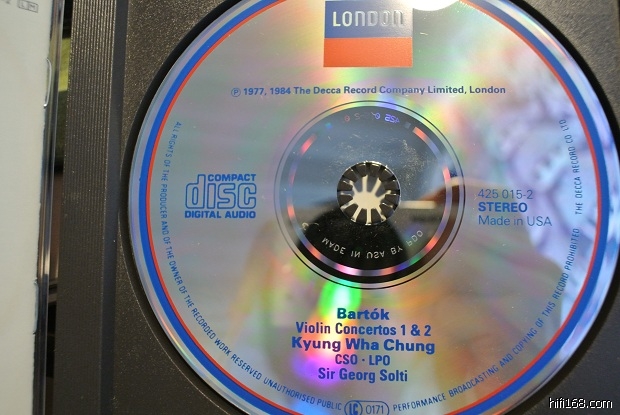 LONDON
℗ 1977, 1984 The Decca Record Company Limited, London
COMPACT
disc
DIGITAL AUDIO
425 015-2
STEREO
Made in USA
MADE IN USA BY PDO
Bartók
Violin Concertos 1 & 2
Kyung Wha Chung
CSO · LPO
Sir Georg Solti
ALL RIGHTS OF THE PRODUCER AND OF THE OWNER OF THE RECORDED WORK RESERVED UNAUTHORISED PUBLIC LC 0171 PERFORMANCE BROADCASTING AND COPYING OF THIS RECORD PROHIBITED THE DECCA RECORD CO LTD.
hifi168.com